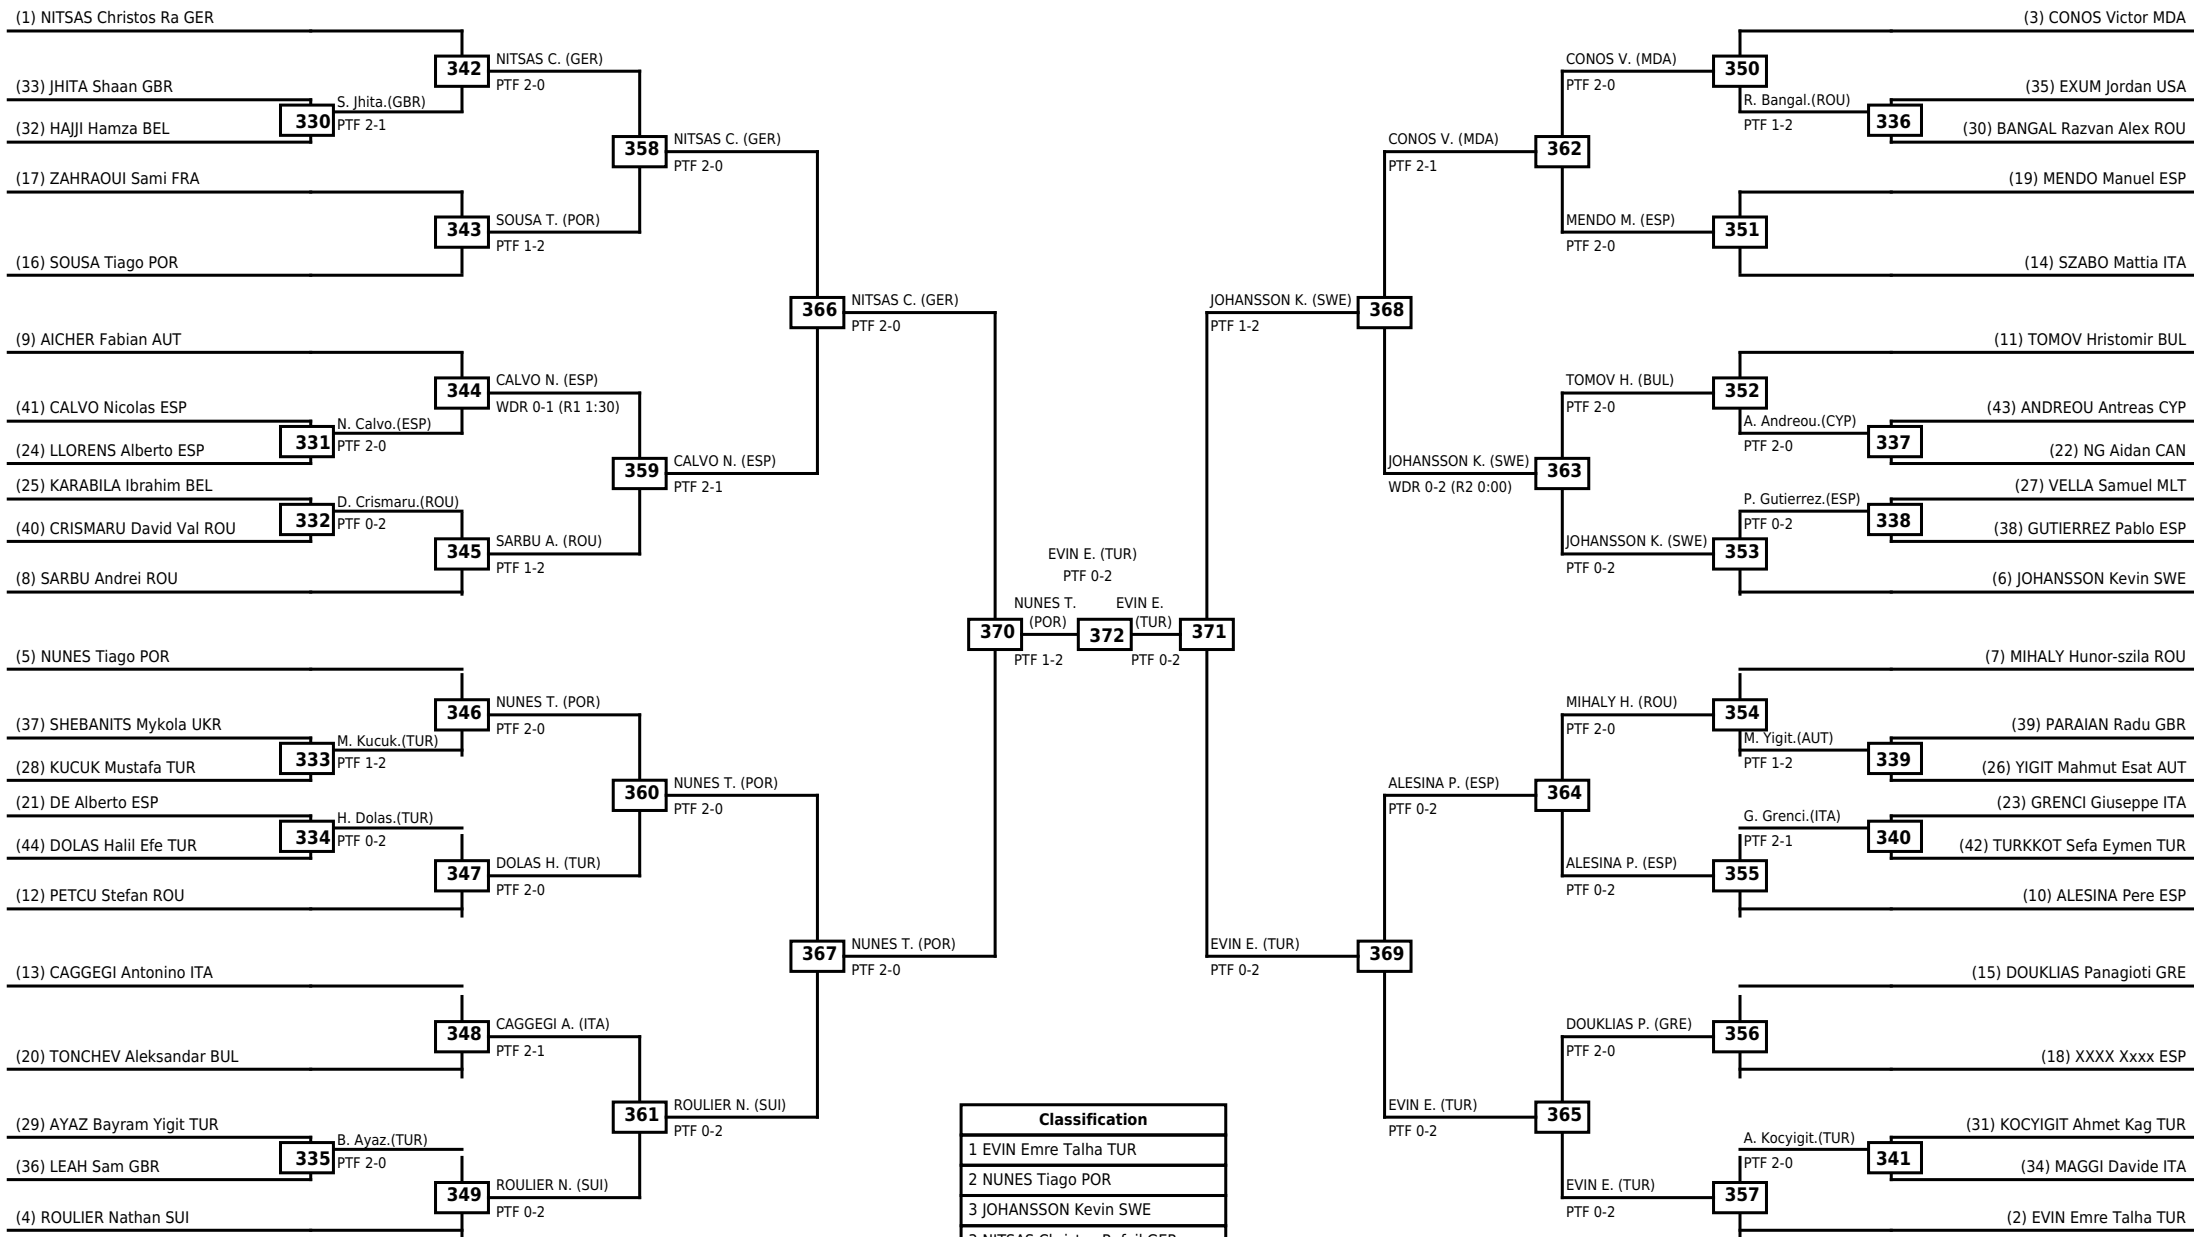 (1) NITSAS Christos Ra GER
(3) CONOS Victor MDA
NITSAS C. (GER)
CONOS V. (MDA)
342
350
PTF 2-0
PTF 2-0
(33) JHITA Shaan GBR
(35) EXUM Jordan USA
S. Jhita.(GBR)
R. Bangal.(ROU)
330
336
PTF 2-1
PTF 1-2
(32) HAJJI Hamza BEL
(30) BANGAL Razvan Alex ROU
NITSAS C. (GER)
CONOS V. (MDA)
358
362
PTF 2-0
PTF 2-1
(17) ZAHRAOUI Sami FRA
(19) MENDO Manuel ESP
SOUSA T. (POR)
MENDO M. (ESP)
343
351
PTF 1-2
PTF 2-0
(16) SOUSA Tiago POR
(14) SZABO Mattia ITA
NITSAS C. (GER)
JOHANSSON K. (SWE)
366
368
PTF 2-0
PTF 1-2
(9) AICHER Fabian AUT
(11) TOMOV Hristomir BUL
CALVO N. (ESP)
TOMOV H. (BUL)
344
352
WDR 0-1 (R1 1:30)
PTF 2-0
(41) CALVO Nicolas ESP
(43) ANDREOU Antreas CYP
N. Calvo.(ESP)
A. Andreou.(CYP)
331
337
PTF 2-0
PTF 2-0
(24) LLORENS Alberto ESP
(22) NG Aidan CAN
CALVO N. (ESP)
JOHANSSON K. (SWE)
359
363
PTF 2-1
WDR 0-2 (R2 0:00)
(25) KARABILA Ibrahim BEL
(27) VELLA Samuel MLT
D. Crismaru.(ROU)
P. Gutierrez.(ESP)
332
338
PTF 0-2
PTF 0-2
(40) CRISMARU David Val ROU
(38) GUTIERREZ Pablo ESP
SARBU A. (ROU)
JOHANSSON K. (SWE)
345
353
PTF 1-2
PTF 0-2
(8) SARBU Andrei ROU
(6) JOHANSSON Kevin SWE
EVIN E. (TUR)
PTF 0-2
NUNES T.
(POR)
EVIN E.
(TUR)
370
372
371
PTF 1-2
PTF 0-2
(5) NUNES Tiago POR
(7) MIHALY Hunor-szila ROU
NUNES T. (POR)
MIHALY H. (ROU)
346
354
PTF 2-0
PTF 2-0
(37) SHEBANITS Mykola UKR
(39) PARAIAN Radu GBR
M. Kucuk.(TUR)
M. Yigit.(AUT)
333
339
PTF 1-2
PTF 1-2
(28) KUCUK Mustafa TUR
(26) YIGIT Mahmut Esat AUT
NUNES T. (POR)
ALESINA P. (ESP)
360
364
PTF 2-0
PTF 0-2
(21) DE Alberto ESP
(23) GRENCI Giuseppe ITA
H. Dolas.(TUR)
G. Grenci.(ITA)
334
340
PTF 0-2
PTF 2-1
(44) DOLAS Halil Efe TUR
(42) TURKKOT Sefa Eymen TUR
DOLAS H. (TUR)
ALESINA P. (ESP)
347
355
PTF 2-0
PTF 0-2
(12) PETCU Stefan ROU
(10) ALESINA Pere ESP
NUNES T. (POR)
EVIN E. (TUR)
367
369
PTF 2-0
PTF 0-2
(13) CAGGEGI Antonino ITA
(15) DOUKLIAS Panagioti GRE
CAGGEGI A. (ITA)
DOUKLIAS P. (GRE)
348
356
PTF 2-1
PTF 2-0
(20) TONCHEV Aleksandar BUL
(18) XXXX Xxxx ESP
ROULIER N. (SUI)
EVIN E. (TUR)
361
365
PTF 0-2
PTF 0-2
(29) AYAZ Bayram Yigit TUR
(31) KOCYIGIT Ahmet Kag TUR
B. Ayaz.(TUR)
A. Kocyigit.(TUR)
335
341
PTF 2-0
PTF 2-0
(36) LEAH Sam GBR
(34) MAGGI Davide ITA
ROULIER N. (SUI)
EVIN E. (TUR)
349
357
PTF 0-2
PTF 0-2
(4) ROULIER Nathan SUI
(2) EVIN Emre Talha TUR
Classification
1 EVIN Emre Talha TUR
2 NUNES Tiago POR
3 JOHANSSON Kevin SWE